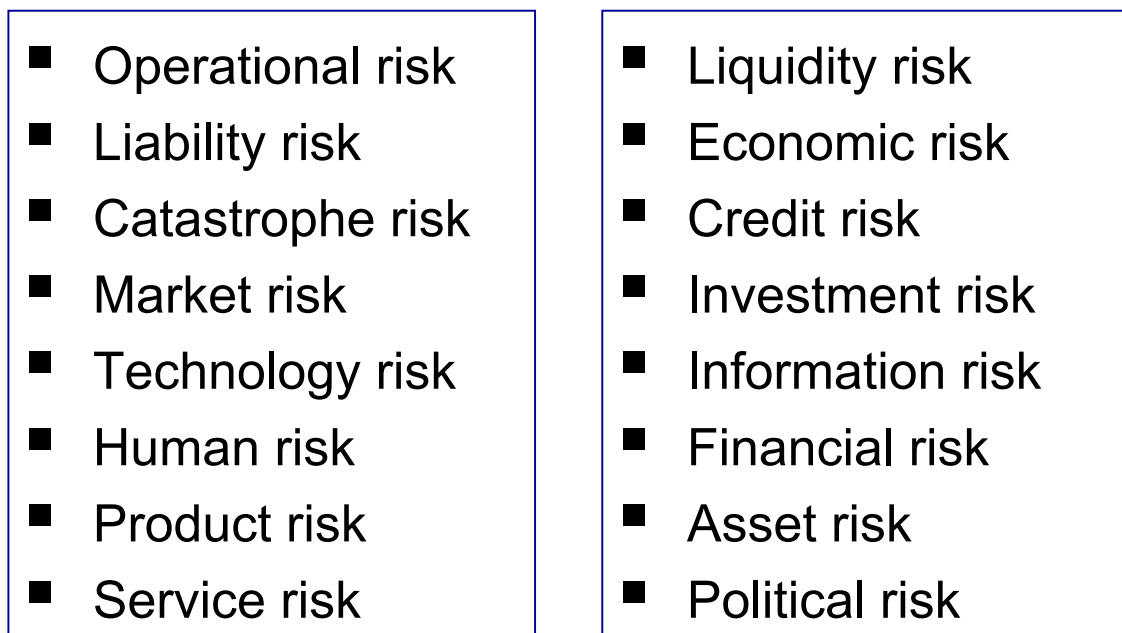 ■ Operational risk
■ Liability risk
■ Catastrophe risk
■ Market risk
■ Technology risk
■ Human risk
■ Product risk
■ Service risk
■ Liquidity risk
■ Economic risk
■ Credit risk
■ Investment risk
■ Information risk
■ Financial risk
■ Asset risk
■ Political risk